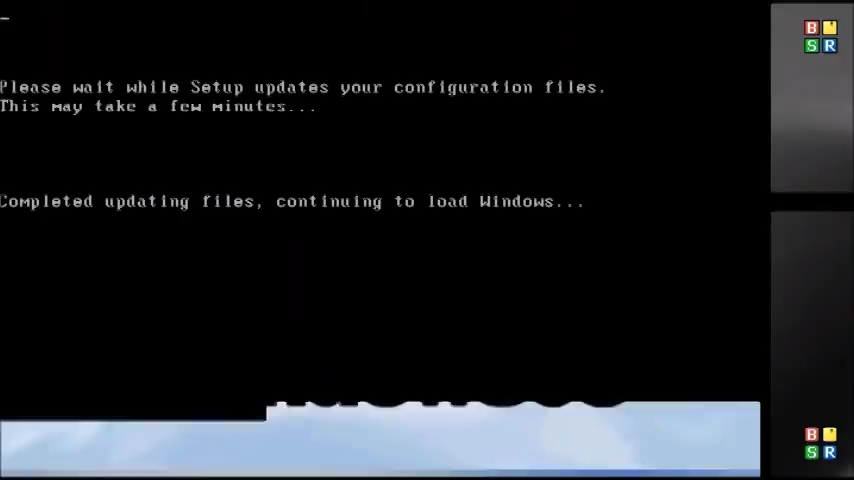 Please wait while Setup updates your configuration files.
This may take a few minutes...
Completed updating files, continuing to load Windows...
B
S R
B
S R